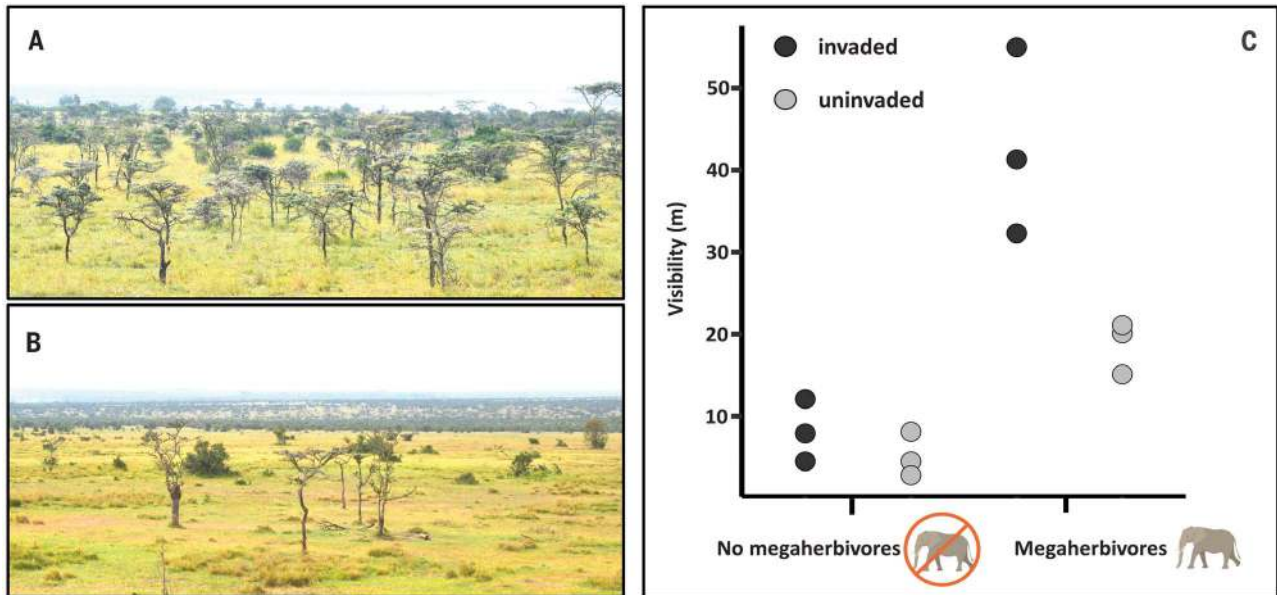 A
B
C
invaded
uninvaded
Visibility (m)
50
40
30
20
10
No megaherbivores
Megaherbivores